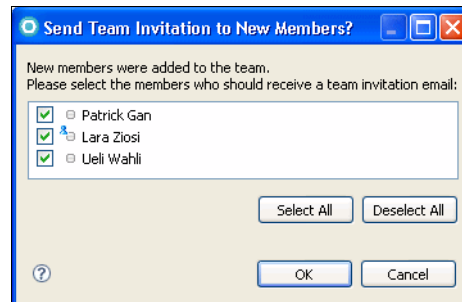 Send Team Invitation to New Members?
New members were added to the team.
Please select the members who should receive a team invitation email:
Patrick Gan
Lara Ziosi
Ueli Wahli
Select All
Deselect All
?
OK
Cancel